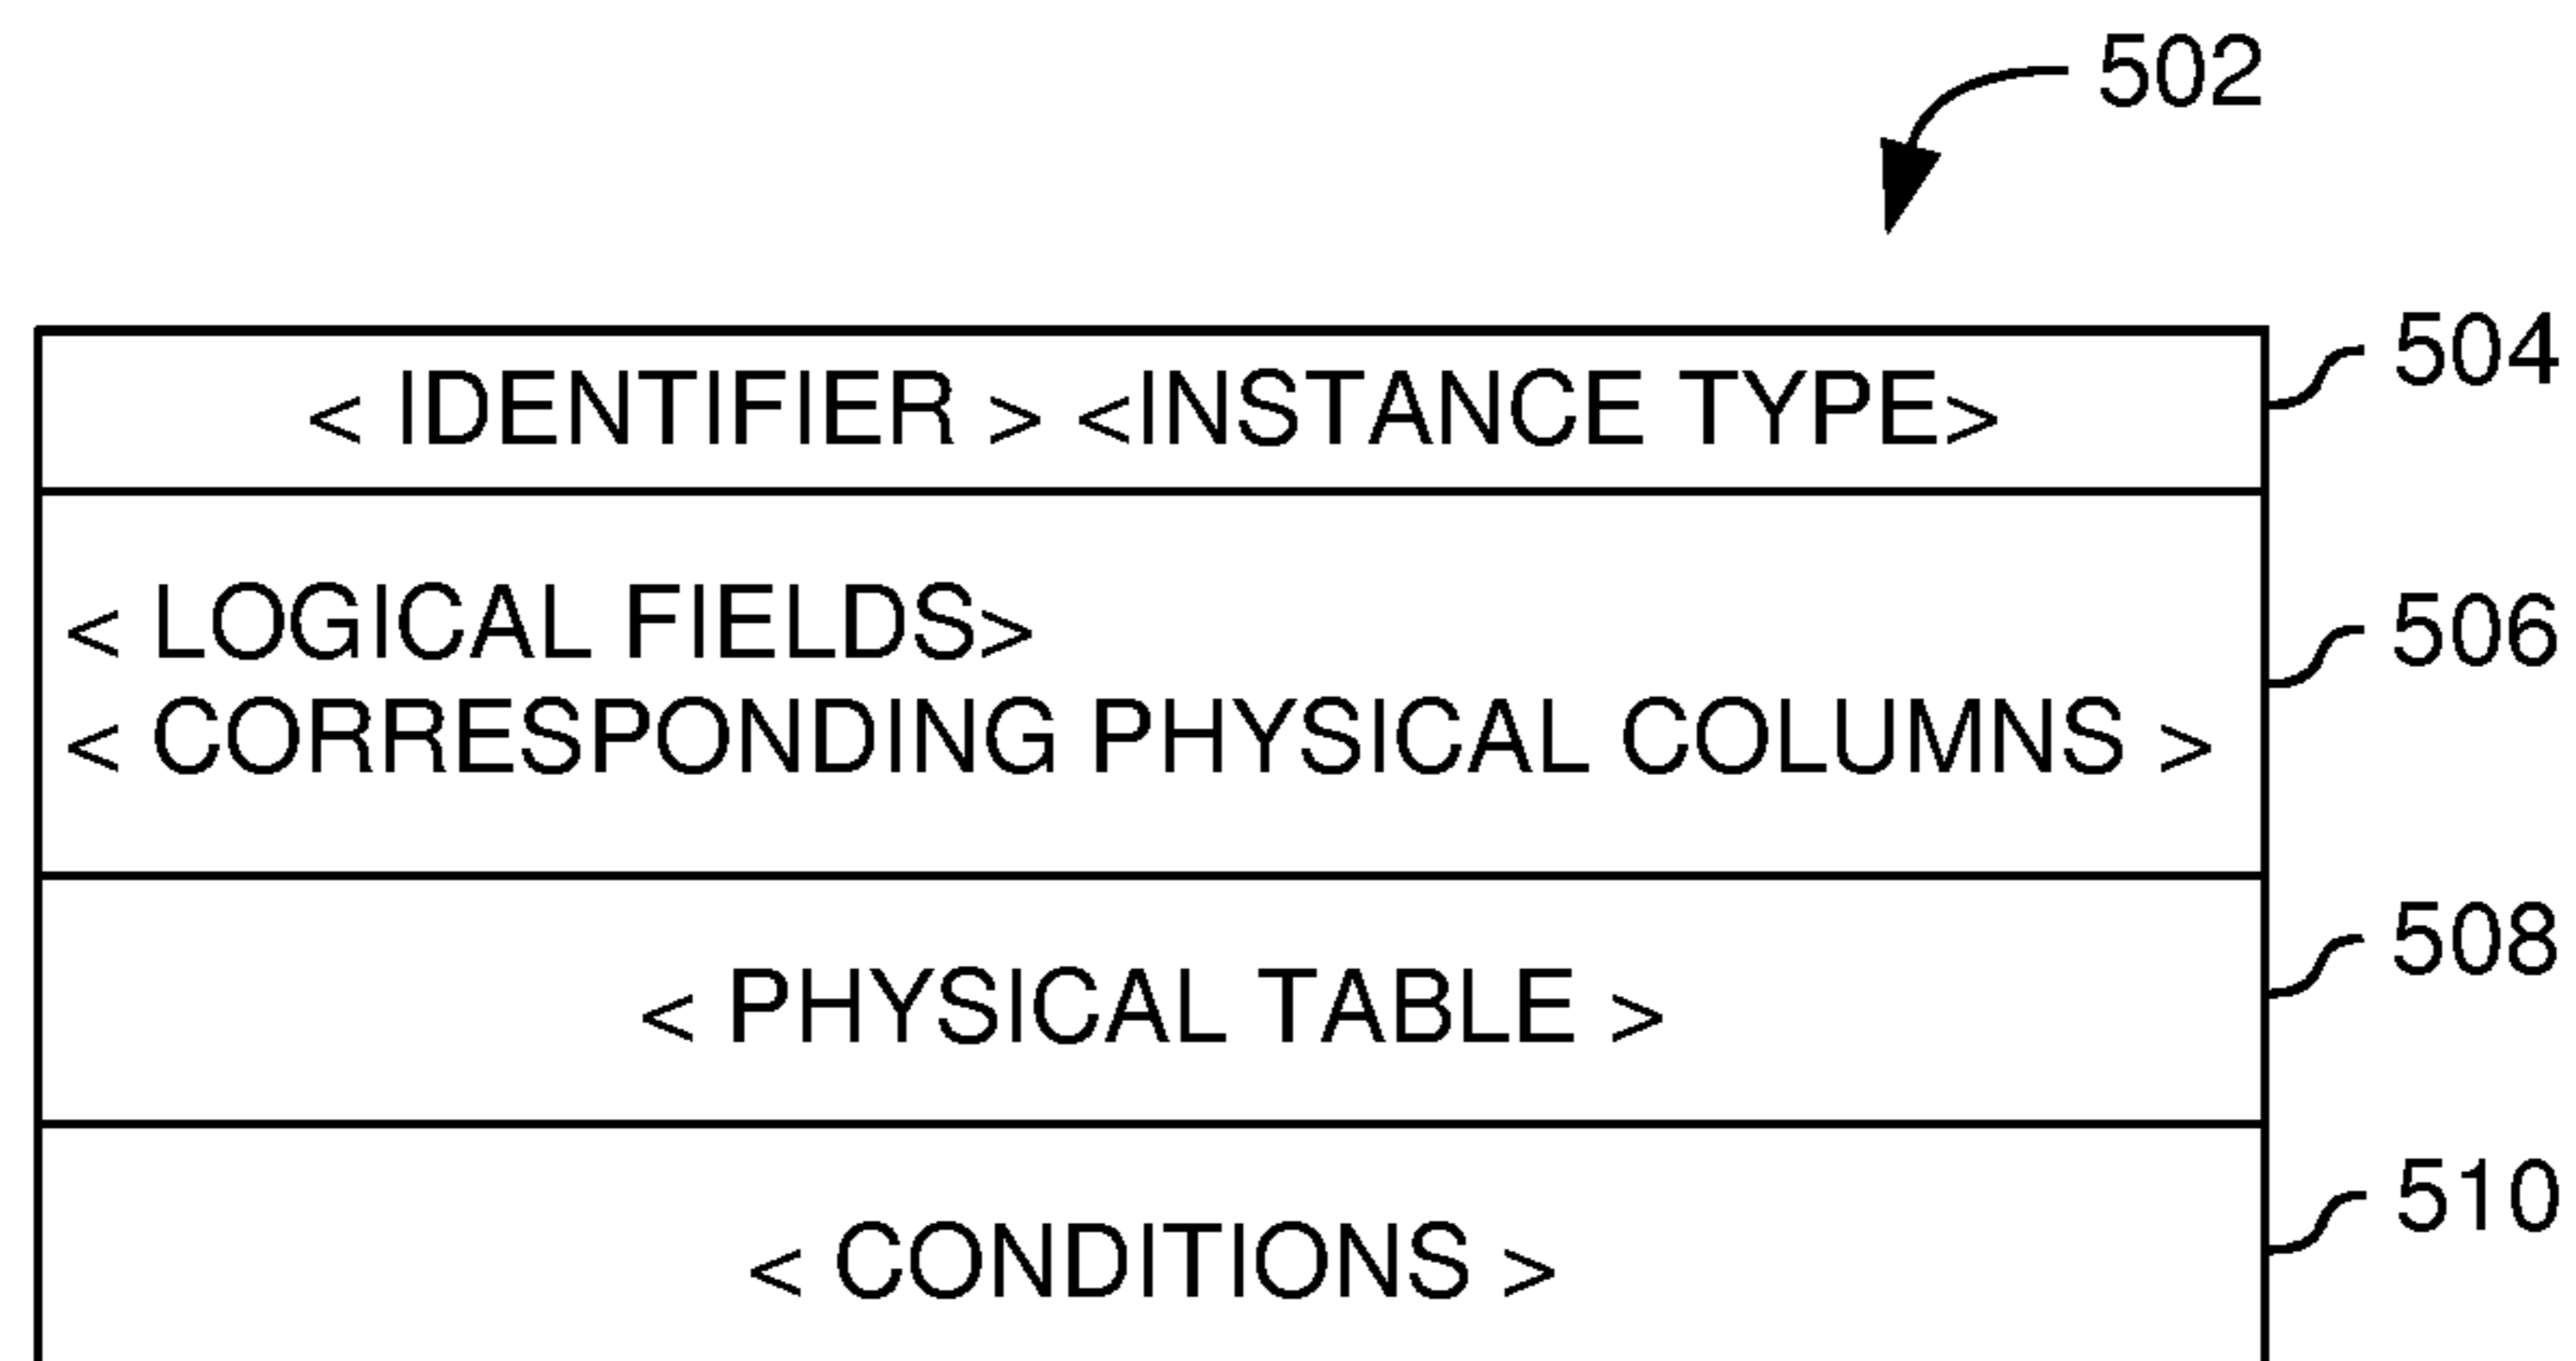 502
< IDENTIFIER > <INSTANCE TYPE>
504
< LOGICAL FIELDS>
506
< CORRESPONDING PHYSICAL COLUMNS >
< PHYSICAL TABLE >
508
< CONDITIONS >
510